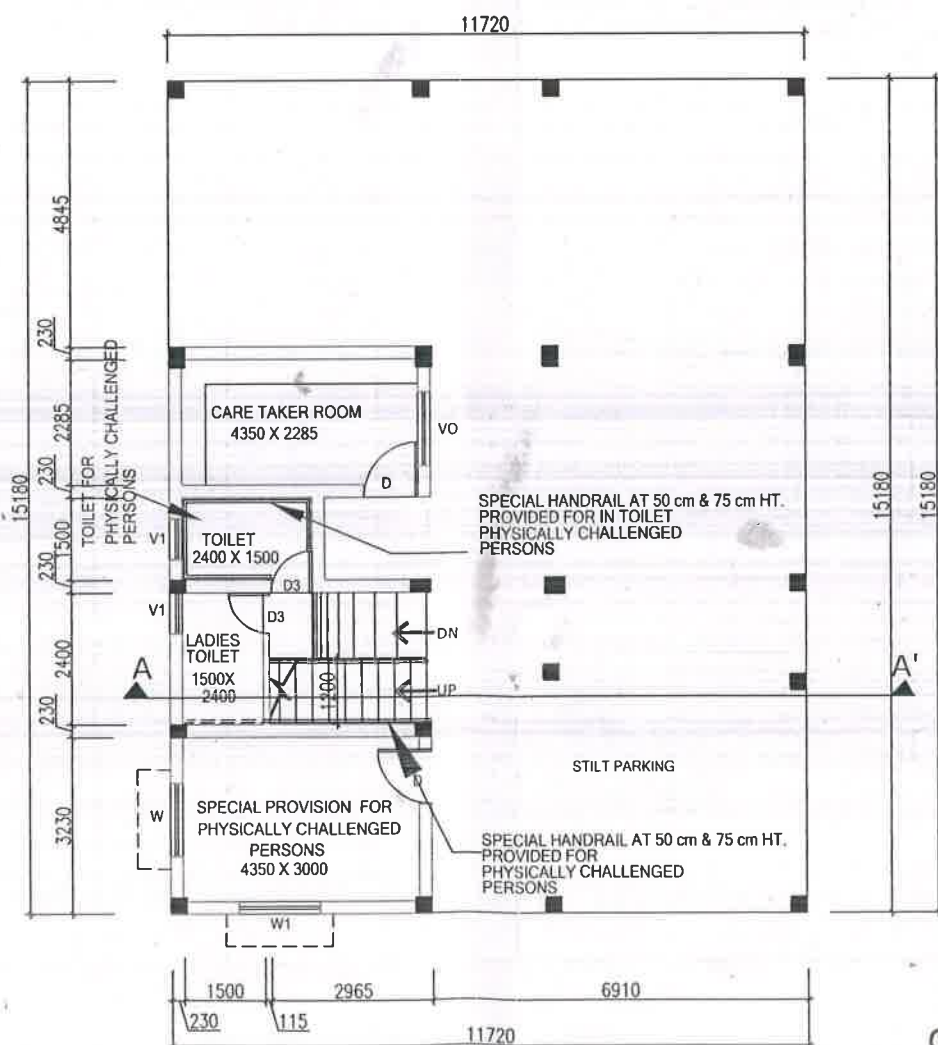 11720
4845
230
2285
230
1500
230
2400
230
3230
15180
TOILET FOR
PHYSICALLY CHALLENGED
PERSONS
CARE TAKER ROOM
4350 X 2285
VO
D
SPECIAL HANDRAIL AT 50 cm & 75 cm HT.
PROVIDED FOR IN TOILET
PHYSICALLY CHALLENGED
PERSONS
15180
15180
V1
TOILET
2400 X 1500
D3
V1
D3
DN
LADIES
TOILET
1500X
2400
1200
UP
A
A'
STILT PARKING
W
D
SPECIAL PROVISION FOR
PHYSICALLY CHALLENGED
PERSONS
4350 X 3000
SPECIAL HANDRAIL AT 50 cm & 75 cm HT.
PROVIDED FOR
PHYSICALLY CHALLENGED
PERSONS
W1
1500
2965
6910
230
115
11720